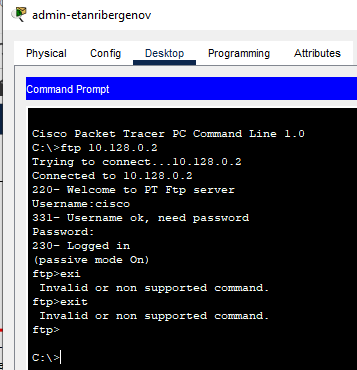 admin-etanribergenov
Physical Config Desktop Programming Attributes
Command Prompt
Cisco Packet Tracer PC Command Line 1.0
C:\>ftp 10.128.0.2
Trying to connect...10.128.0.2
Connected to 10.128.0.2
220- Welcome to PT Ftp server
Username:cisco
331- Username ok, need password
Password:
230- Logged in
(passive mode On)
ftp>exi
Invalid or non supported command.
ftp>exit
Invalid or non supported command.
ftp>
C:\>